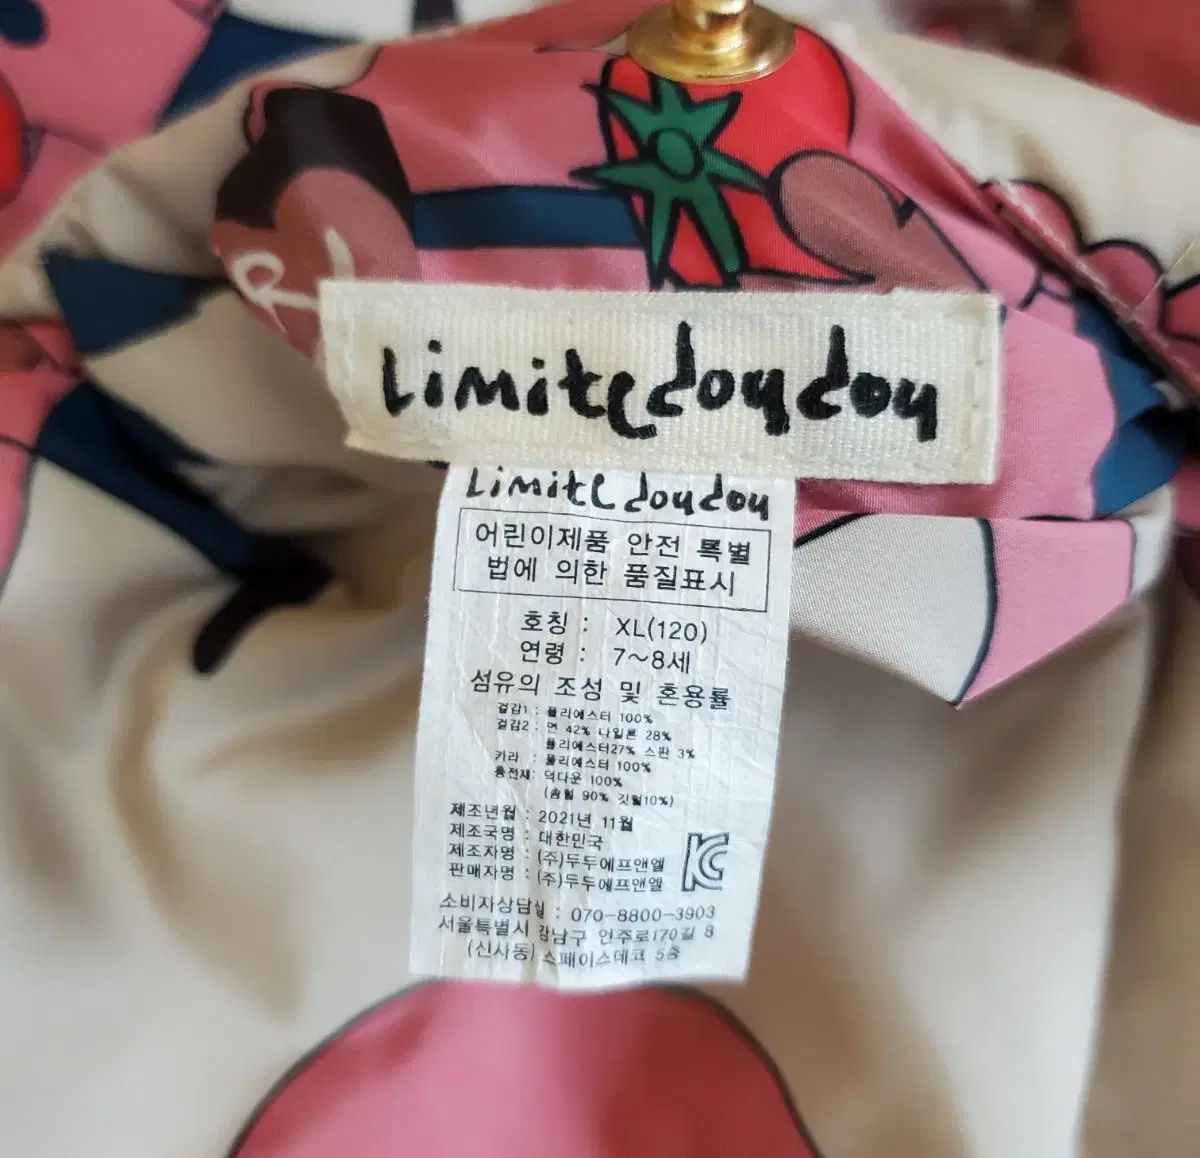 Limitedoudou
Limite doudou
어린이제품 안전 특별
법에 의한 품질표시
호칭 : XL(120)
연령 : 7~8세
섬유의 조성 및 혼용률
겉감1 : 폴리에스터 100%
겉감2 : 면 42% 나일론 28%
폴리에스터27% 스판 3%
카라 : 폴리에스터 100%
충전재: 덕다운 100%
(솜털 90% 깃털10%)
제조년월 : 2021년 11월
제조국명 : 대한민국
제조자명 : (주)두두에프앤엘
판매자명 : (주)두두에프앤엘
KC
소비자상담실 : 070-8800-3903
서울특별시 강남구 언주로170길 8
(신사동) 스페이스데코 5층